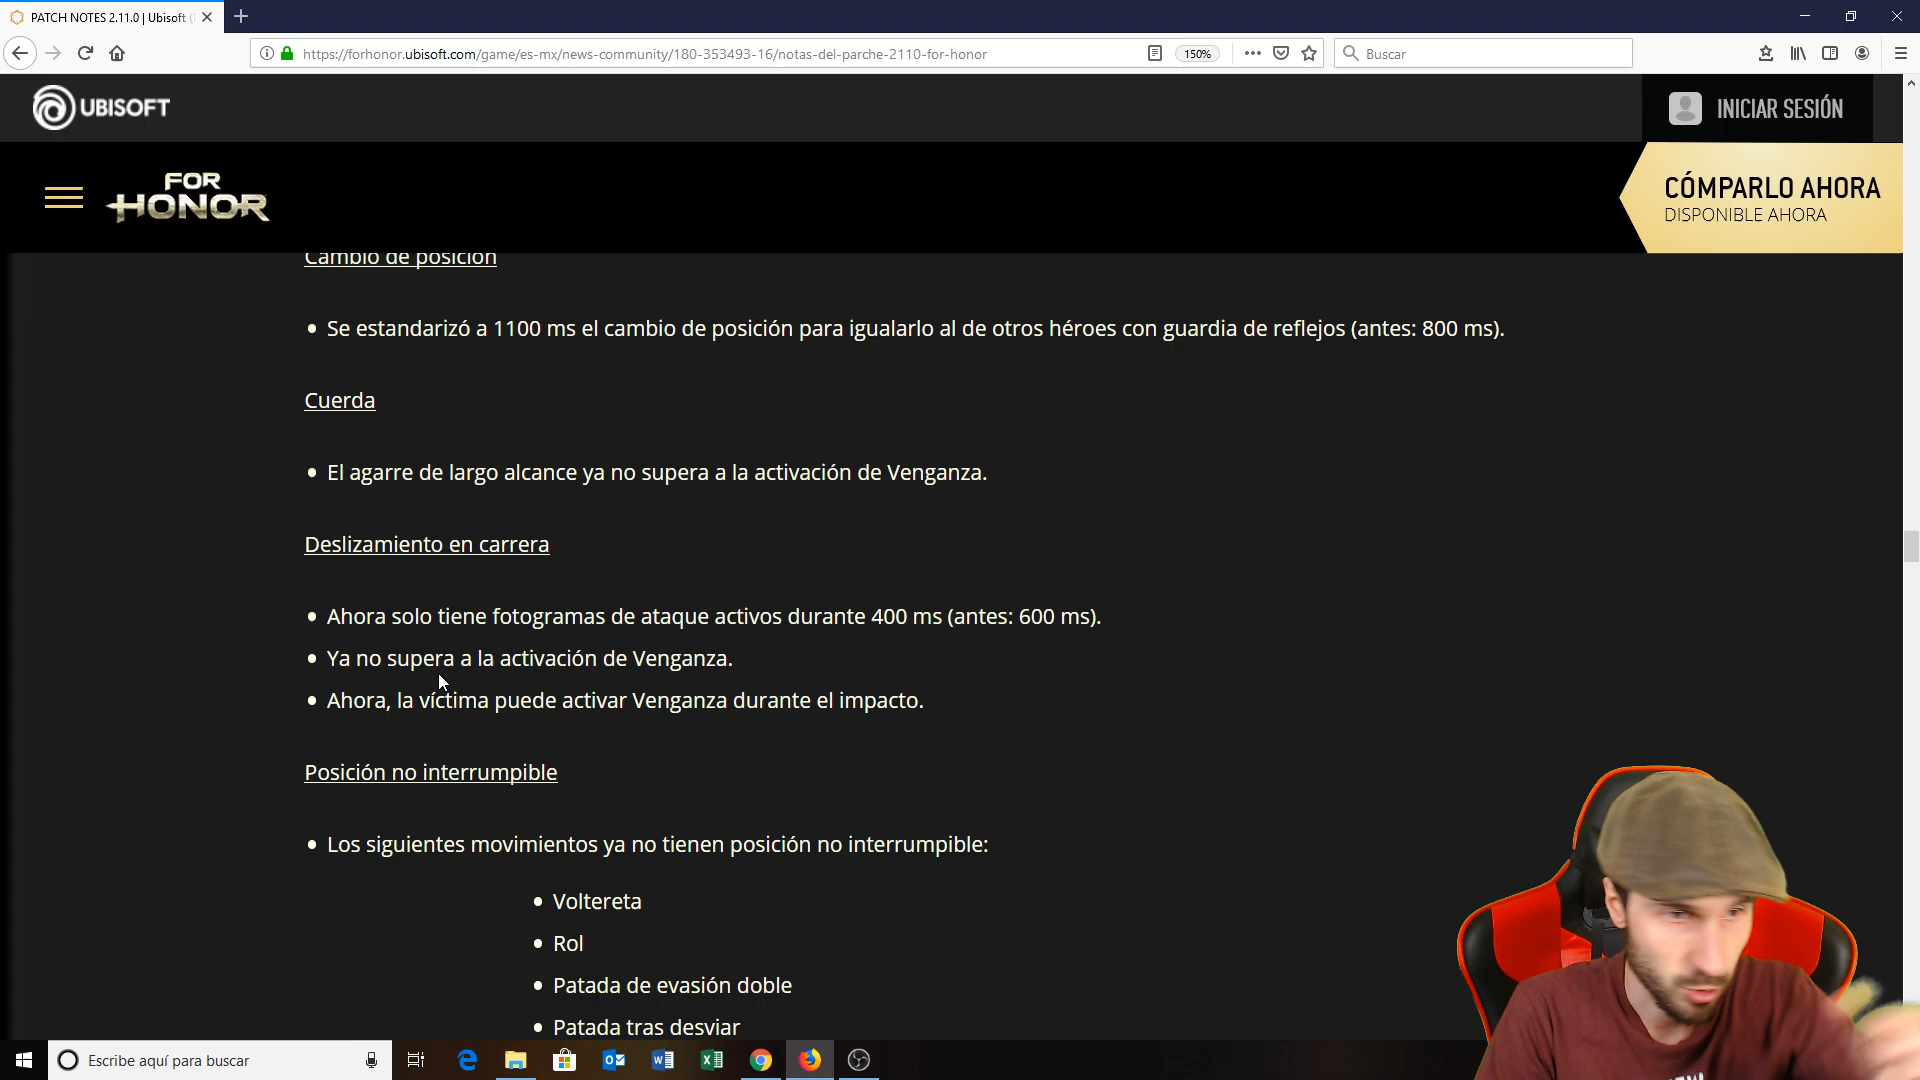 PATCH NOTES 2.11.0 | Ubisoft (
https://forhonor.ubisoft.com/game/es-mx/news-community/180-353493-16/notas-del-parche-2110-for-honor
150%
Buscar
UBISOFT
INICIAR SESIÓN
FOR
HONOR
CÓMPARLO AHORA
DISPONIBLE AHORA
Cambio de posición
• Se estandarizó a 1100 ms el cambio de posición para igualarlo al de otros héroes con guardia de reflejos (antes: 800 ms).
Cuerda
• El agarre de largo alcance ya no supera a la activación de Venganza.
Deslizamiento en carrera
• Ahora solo tiene fotogramas de ataque activos durante 400 ms (antes: 600 ms).
• Ya no supera a la activación de Venganza.
• Ahora, la víctima puede activar Venganza durante el impacto.
Posición no interrumpible
• Los siguientes movimientos ya no tienen posición no interrumpible:
• Voltereta
• Rol
• Patada de evasión doble
• Patada tras desviar
Escribe aquí para buscar